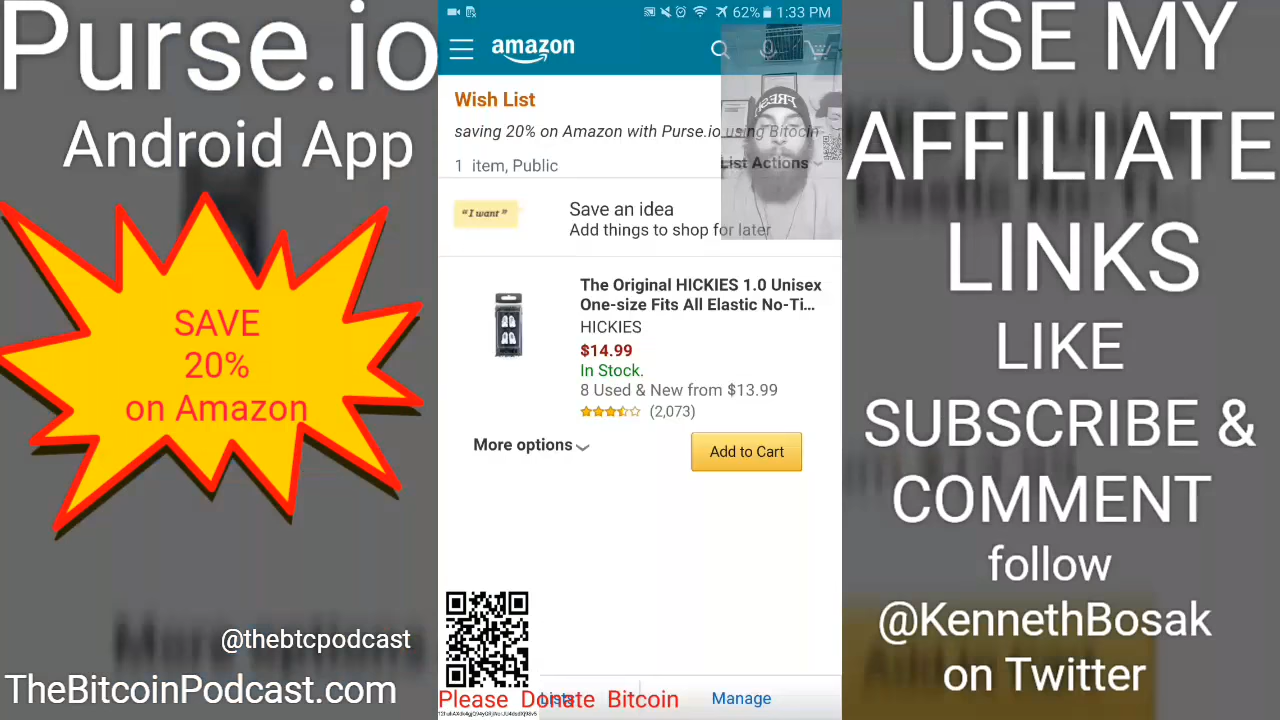 Purse.io
Android App
SAVE
20%
on Amazon
@thebtcpodcast
TheBitcoinPodcast.com
62% 1:33 PM
amazon
Wish List
saving 20% on Amazon with Purse.io using Bitcoin
1 item, Public
List Actions
"I want"
Save an idea
Add things to shop for later
The Original HICKIES 1.0 Unisex
One-size Fits All Elastic No-Ti...
HICKIES
$14.99
In Stock.
8 Used & New from $13.99
(2,073)
More options
Add to Cart
Please Donate Bitcoin
Lists
Manage
USE MY
AFFILIATE
LINKS
LIKE
SUBSCRIBE &
COMMENT
follow
@KennethBosak
on Twitter